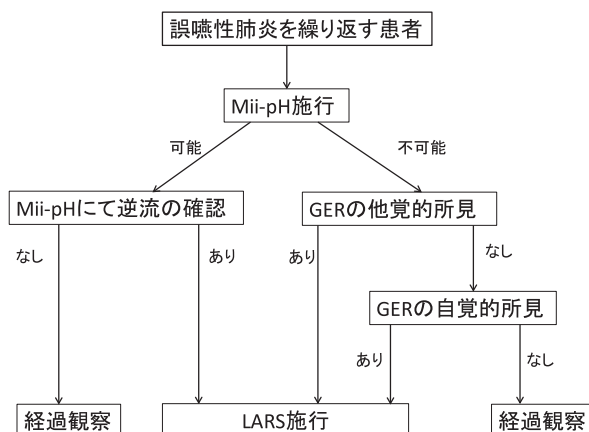 誤嚥性肺炎を繰り返す患者
Mii-pH施行
可能
不可能
Mii-pHにて逆流の確認
GERの他覚的所見
なし
あり
あり
なし
GERの自覚的所見
あり
なし
経過観察
LARS施行
経過観察